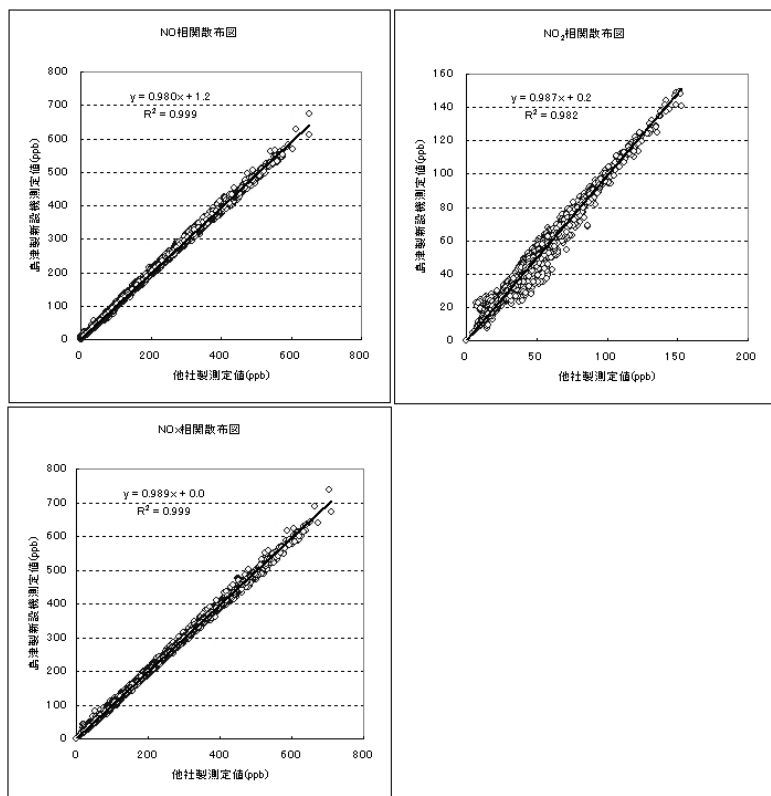 NO相関散布図
y = 0.980x + 1.2
R² = 0.999
島津製新設機測定値(ppb)
800
700
600
500
400
300
200
100
0
0 200 400 600 800
他社製測定値(ppb)
NO₂相関散布図
y = 0.987x + 0.2
R² = 0.982
島津製新設機測定値(ppb)
160
140
120
100
80
60
40
20
0
0 50 100 150 200
他社製測定値(ppb)
NOx相関散布図
y = 0.989x + 0.0
R² = 0.999
島津製新設機測定値(ppb)
800
700
600
500
400
300
200
100
0
0 200 400 600 800
他社製測定値(ppb)